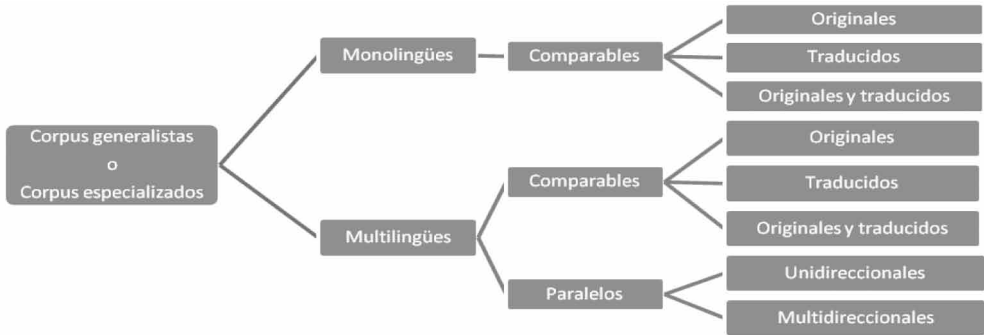 Corpus generalistas
o
Corpus especializados
Monolingües
Comparables
Originales
Traducidos
Originales y traducidos
Multilingües
Comparables
Originales
Traducidos
Originales y traducidos
Paralelos
Unidireccionales
Multidireccionales